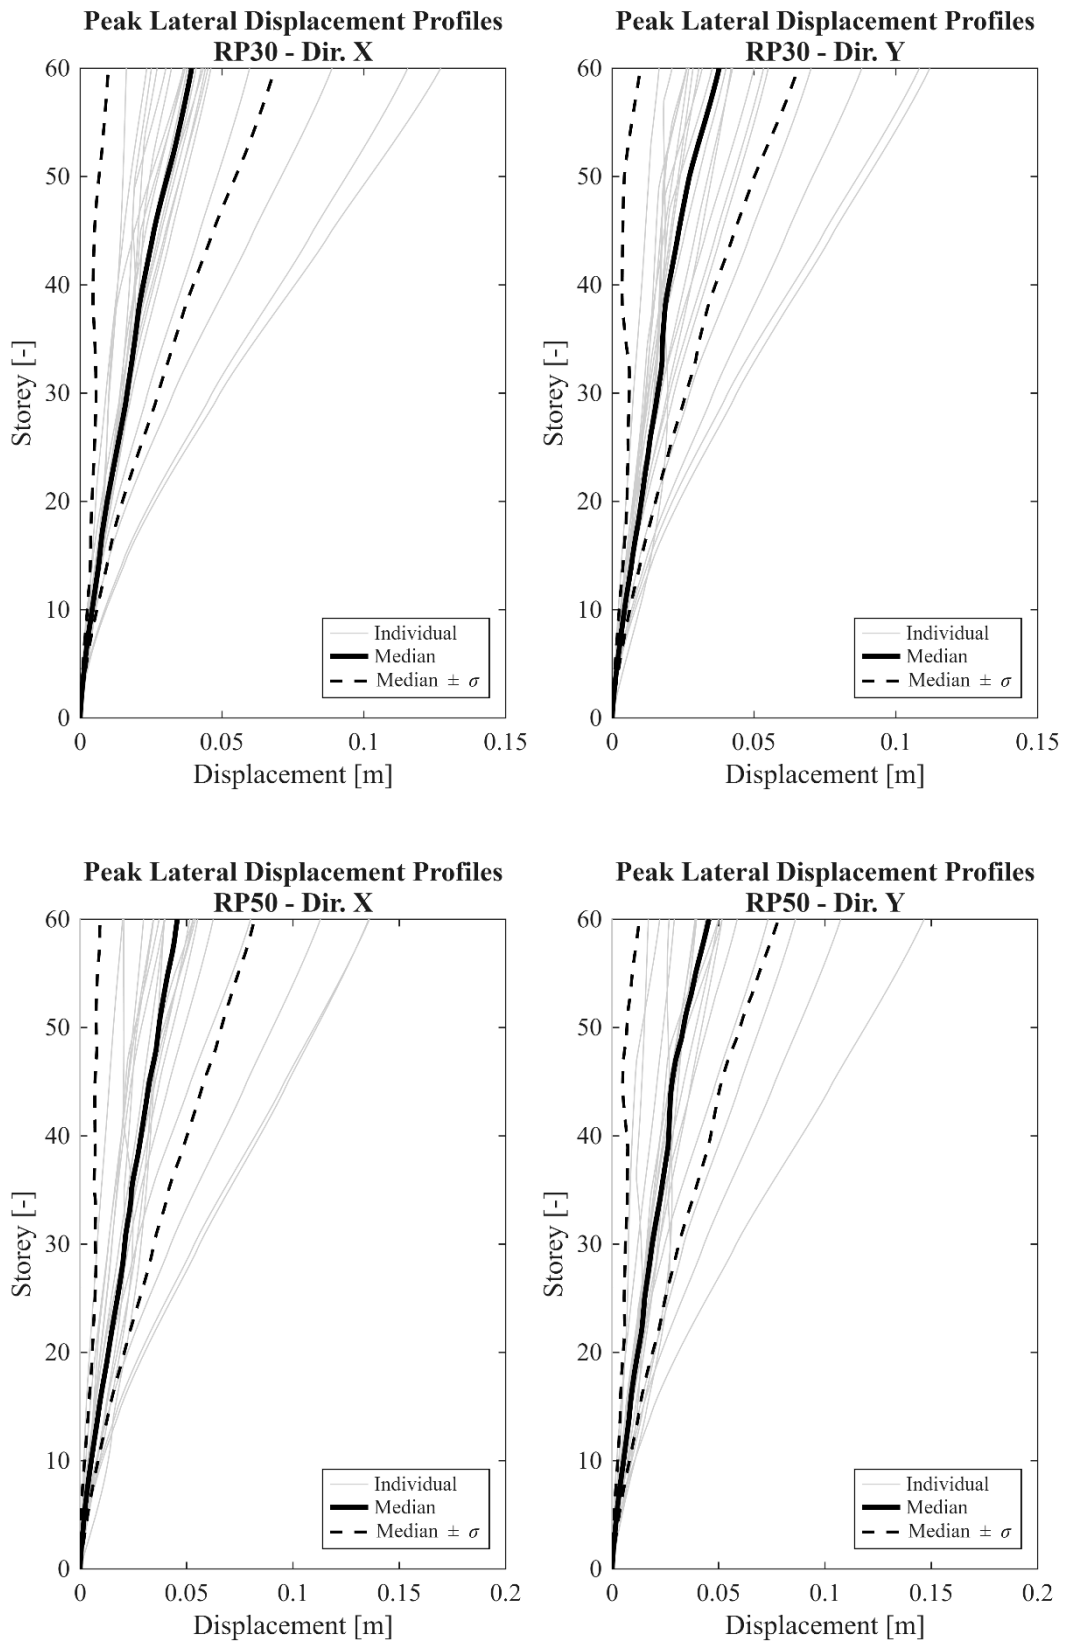 Peak Lateral Displacement Profiles
RP30 - Dir. X
60
50
40
30
20
10
0
Storey [-]
Individual
Median
Median ± σ
0 0.05 0.1 0.15
Displacement [m]
Peak Lateral Displacement Profiles
RP30 - Dir. Y
60
50
40
30
20
10
0
Storey [-]
Individual
Median
Median ± σ
0 0.05 0.1 0.15
Displacement [m]
Peak Lateral Displacement Profiles
RP50 - Dir. X
60
50
40
30
20
10
0
Storey [-]
Individual
Median
Median ± σ
0 0.05 0.1 0.15 0.2
Displacement [m]
Peak Lateral Displacement Profiles
RP50 - Dir. Y
60
50
40
30
20
10
0
Storey [-]
Individual
Median
Median ± σ
0 0.05 0.1 0.15 0.2
Displacement [m]